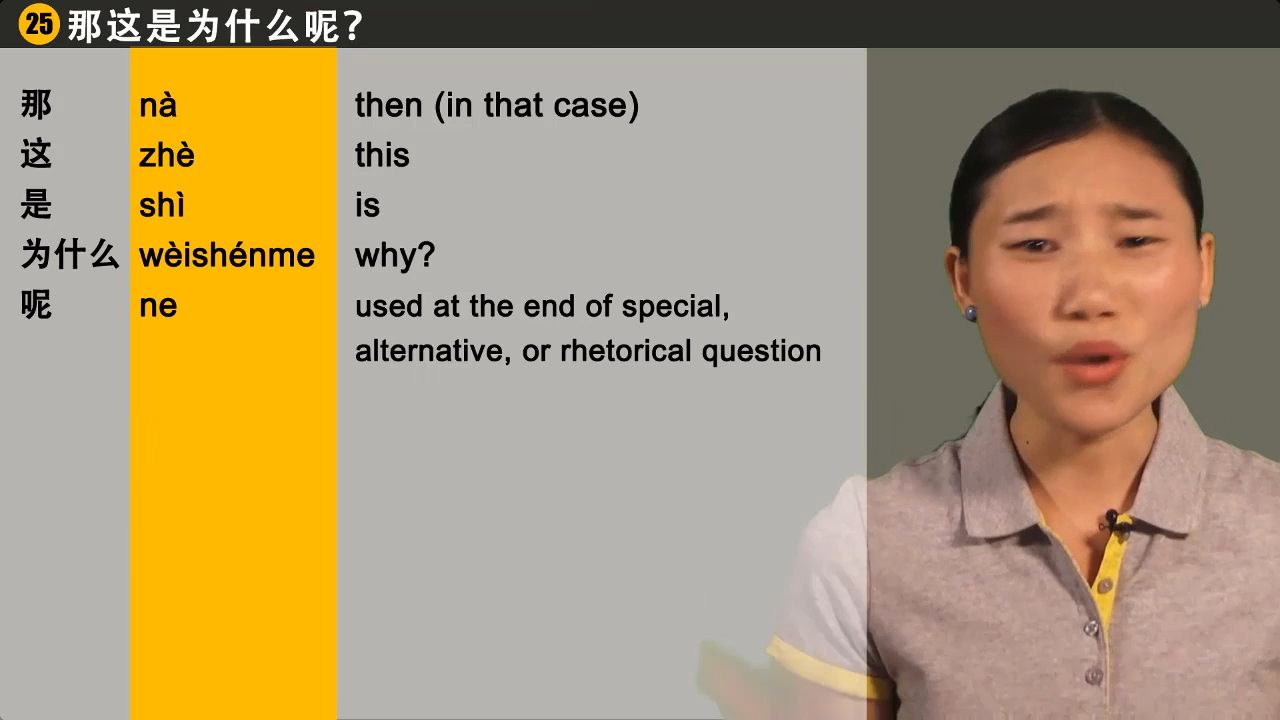 25 那这是为什么呢?
那 nà then (in that case)
这 zhè this
是 shì is
为什么 wèishénme why?
呢 ne used at the end of special,
alternative, or rhetorical question